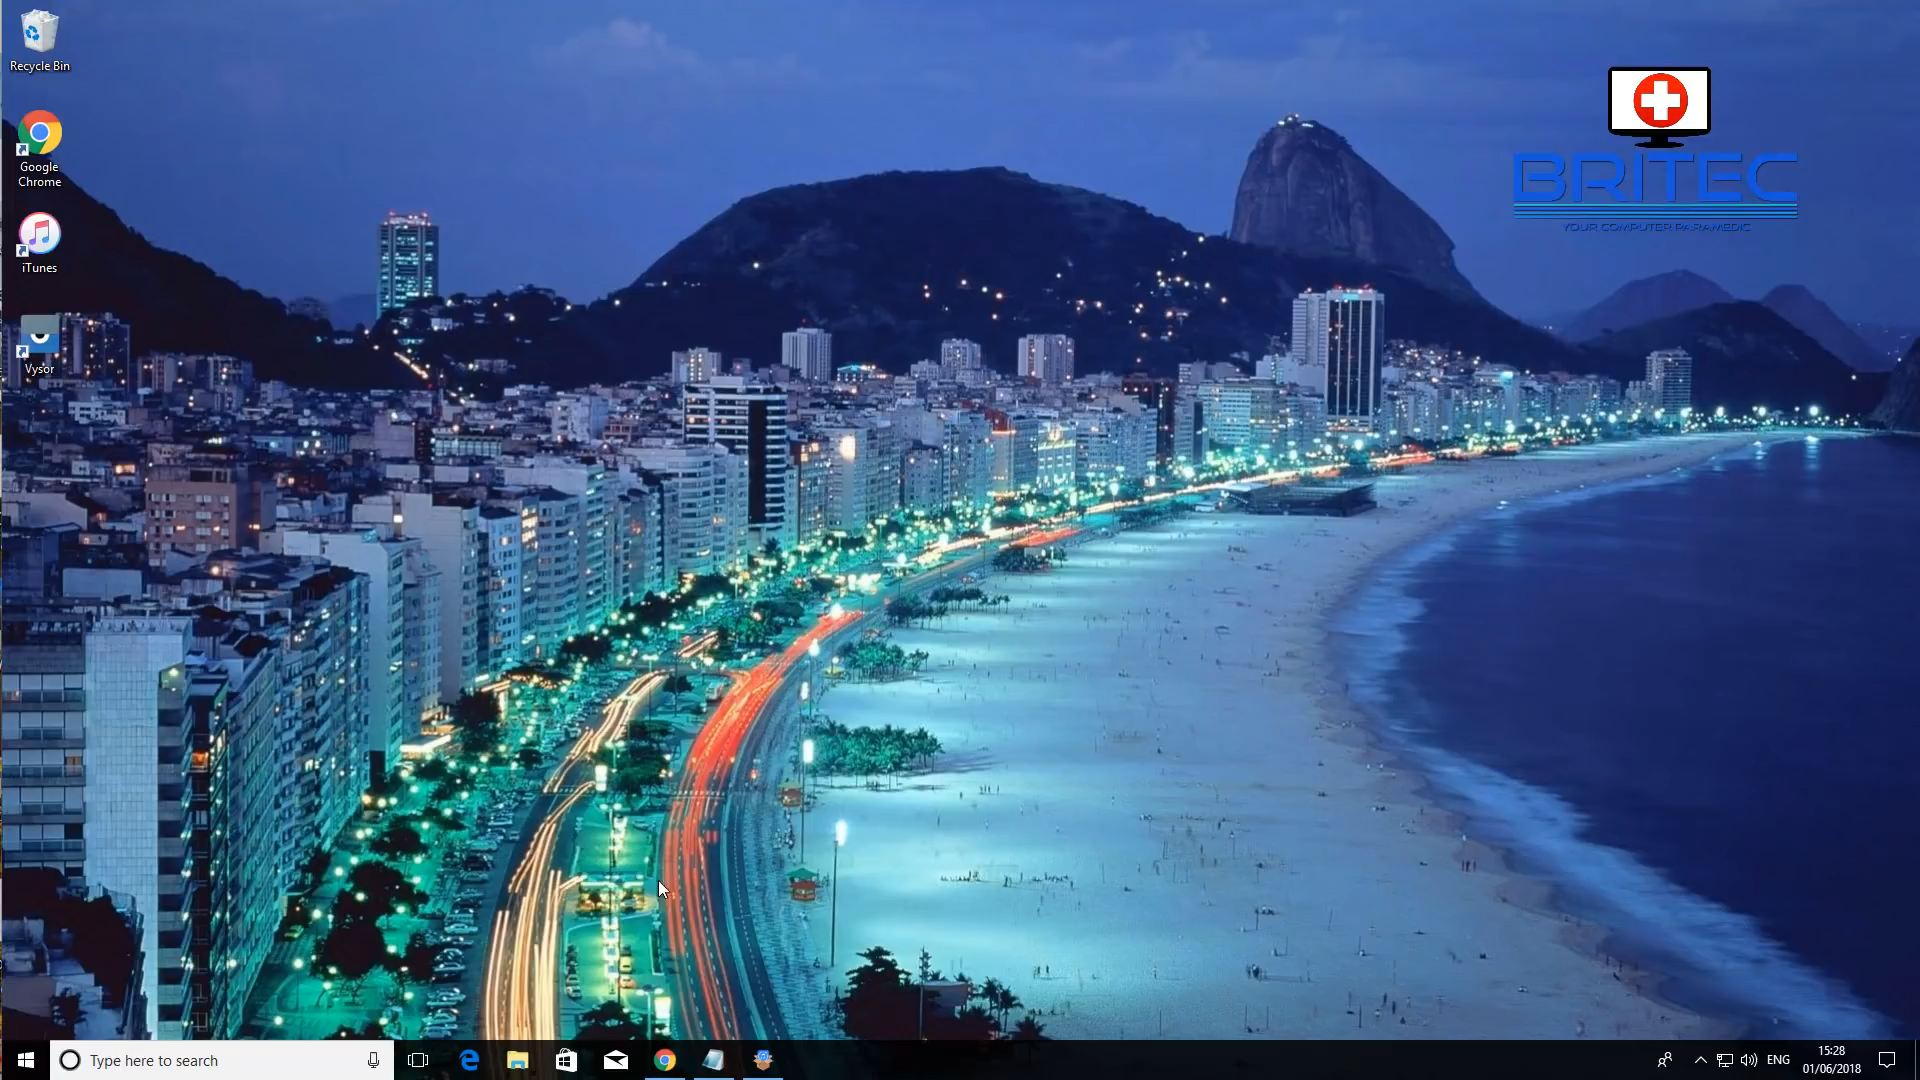 Recycle Bin
Google
Chrome
iTunes
Vysor
BRITEC
YOUR COMPUTER PARAMEDIC
Type here to search
ENG
15:28
01/06/2018